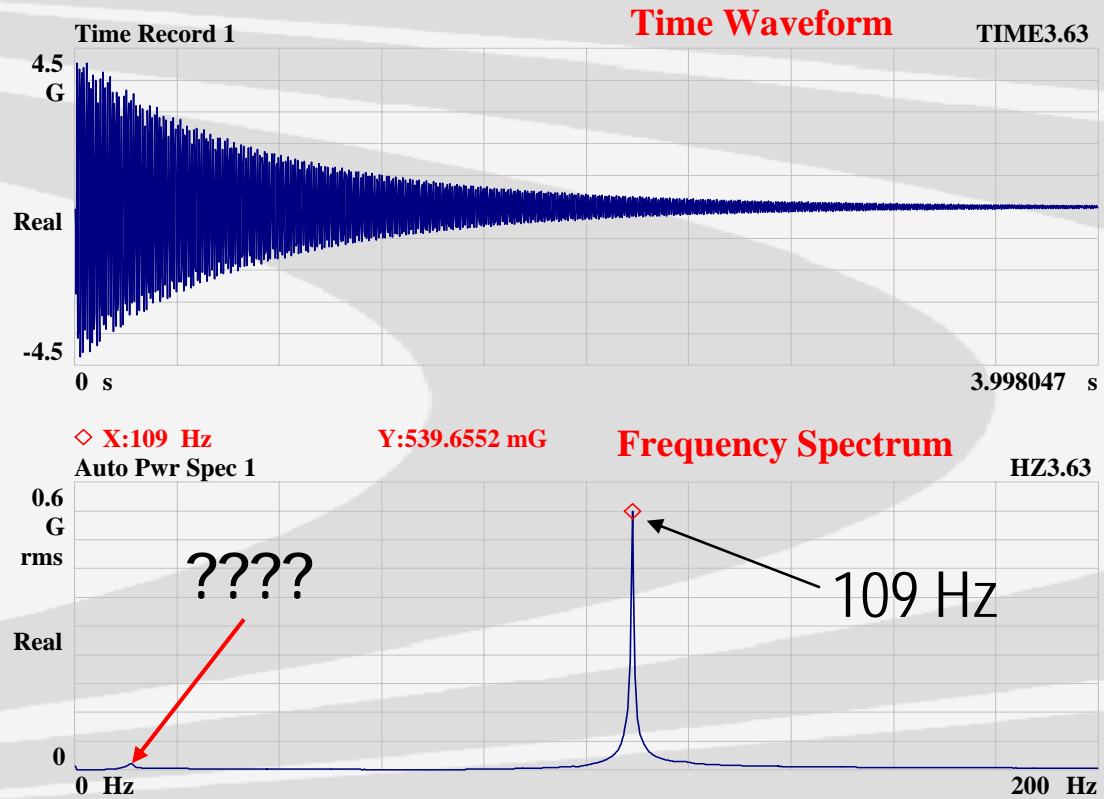 Time Waveform
Time Record 1
TIME3.63
4.5
G
Real
-4.5
0 s
3.998047 s
X:109 Hz
Y:539.6552 mG
Frequency Spectrum
Auto Pwr Spec 1
HZ3.63
0.6
G
rms
????
109 Hz
Real
0
0 Hz
200 Hz